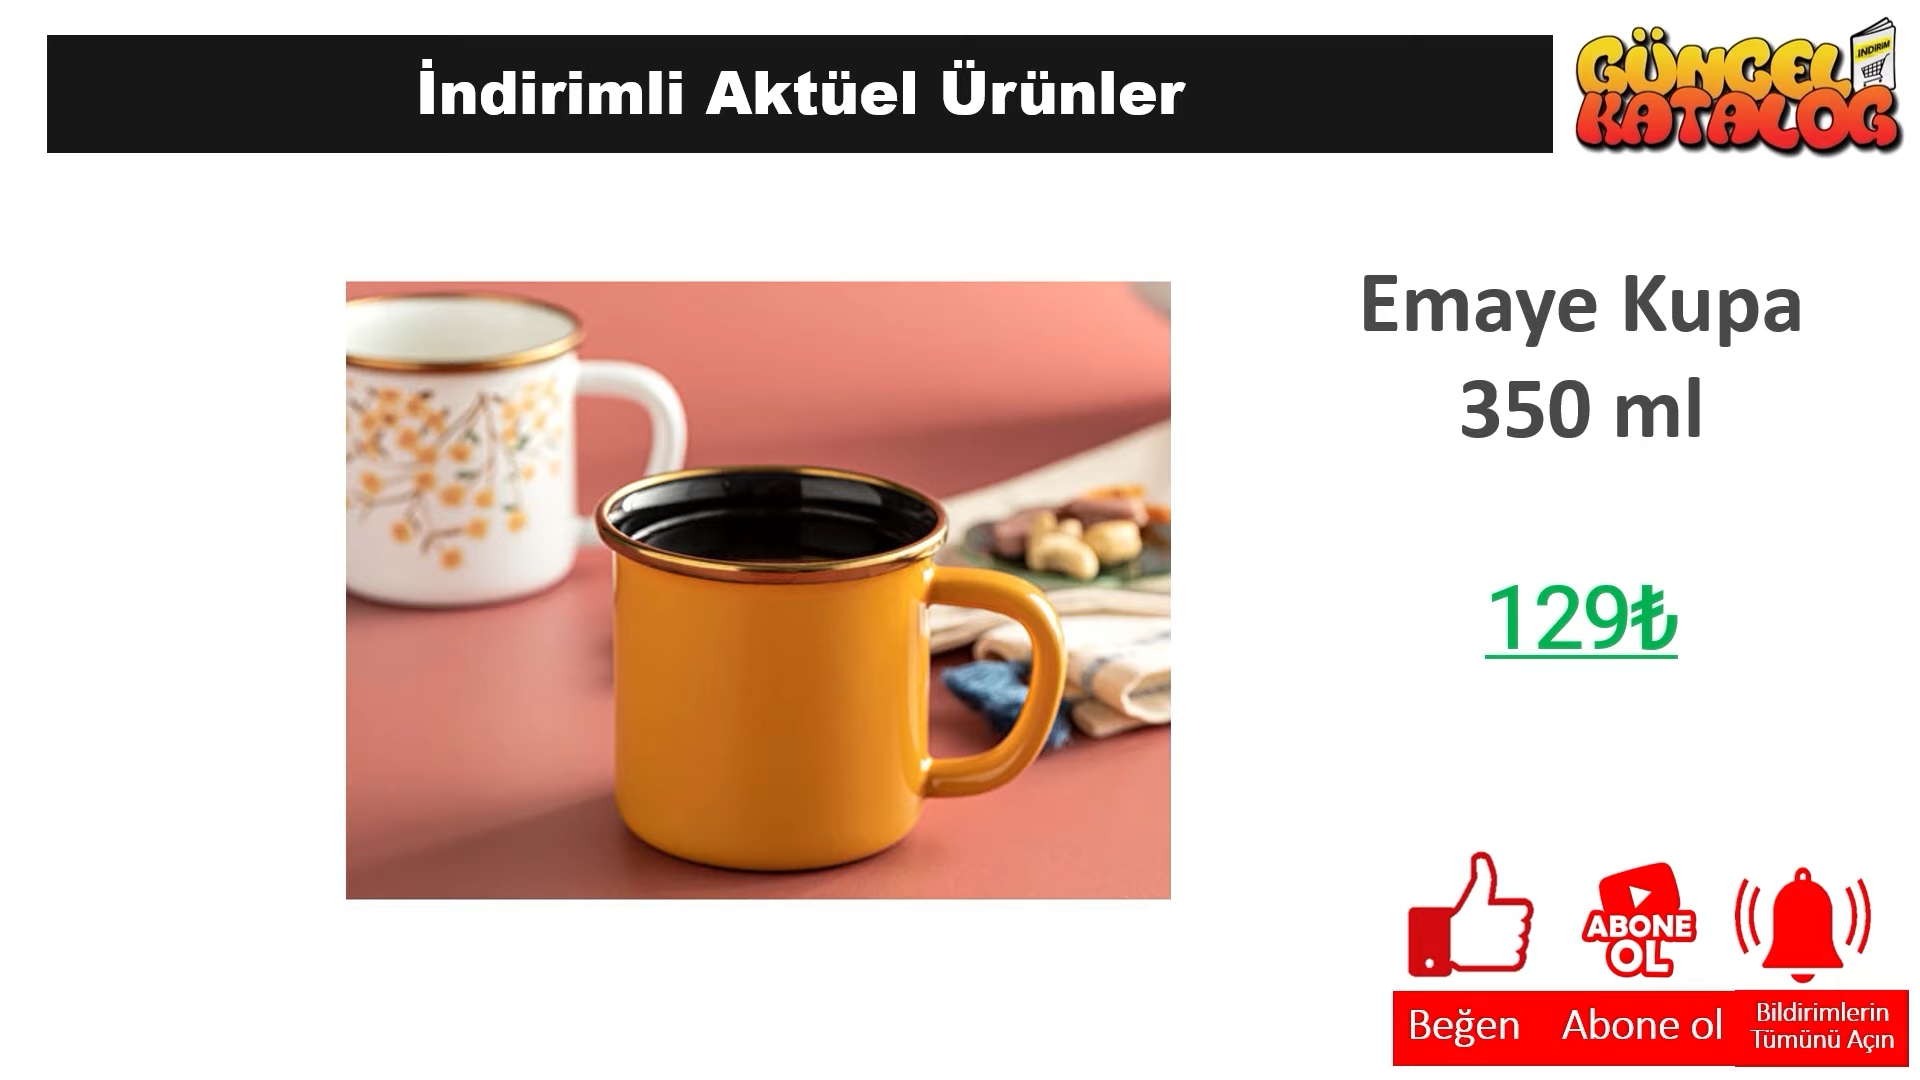 İndirimli Aktüel Ürünler
GÜNCEL
KATALOG
İNDİRİM
Emaye Kupa
350 ml
129₺
ABONE
OL
Beğen
Abone ol
Bildirimlerin
Tümünü Açın